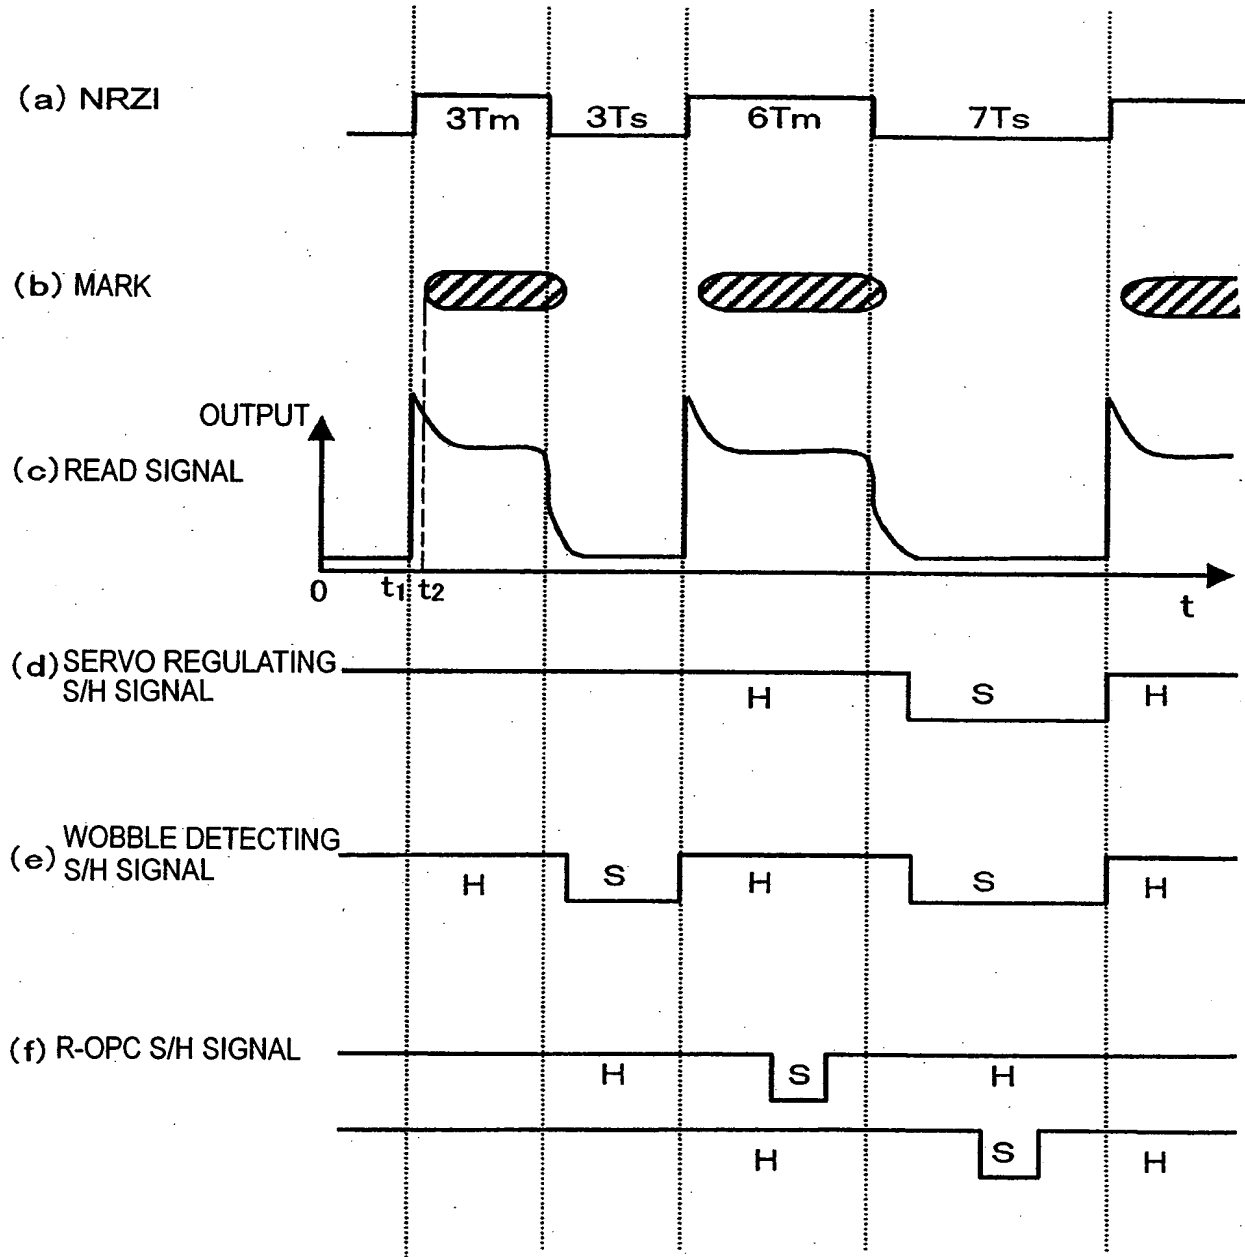 (a) NRZI
3Tm 3Ts 6Tm 7Ts
(b) MARK
OUTPUT
(c) READ SIGNAL
0 t1 t2 t
(d) SERVO REGULATING
S/H SIGNAL
H S H
(e) WOBBLE DETECTING
S/H SIGNAL
H S H S H
(f) R-OPC S/H SIGNAL
H S H
H S H